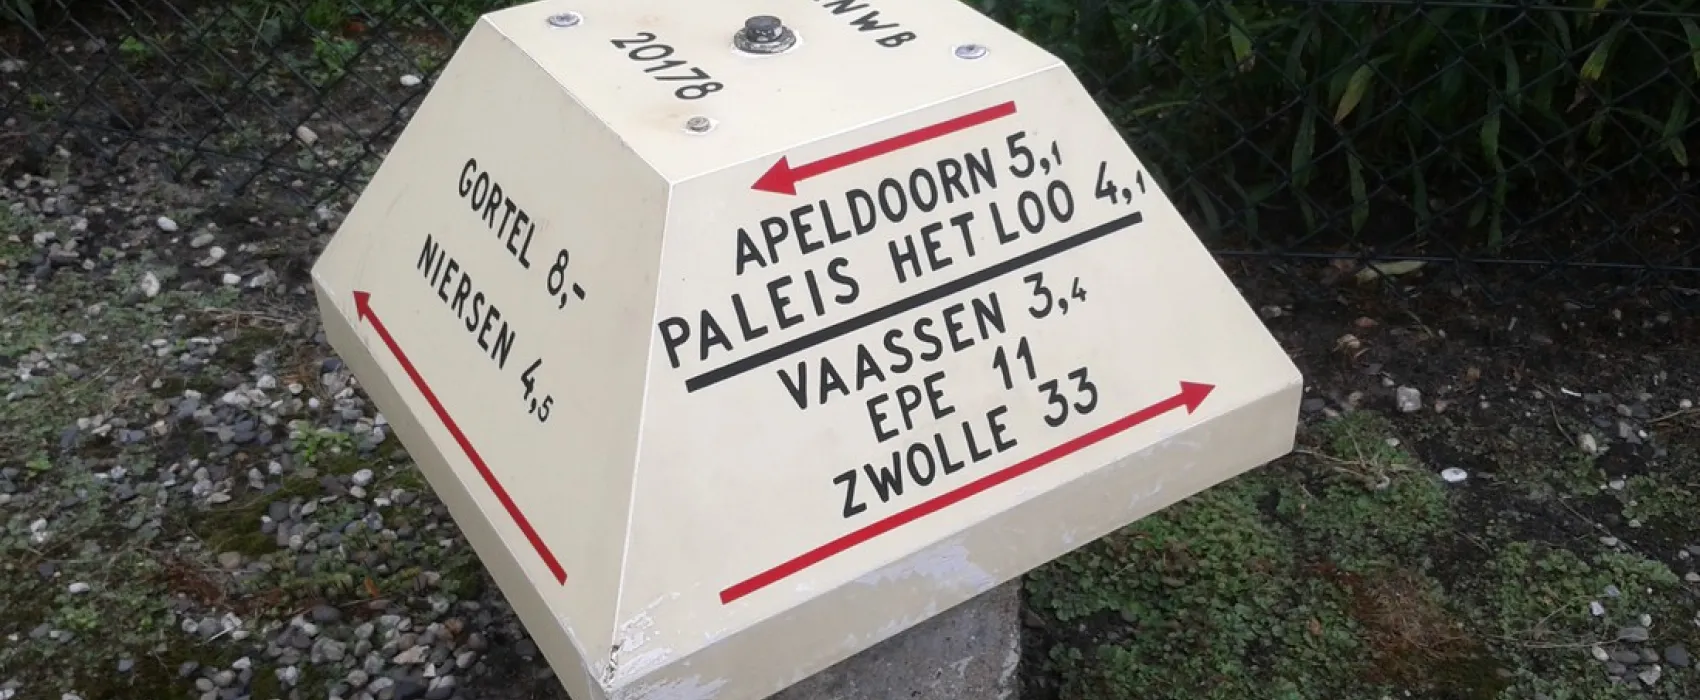 20178
ANWB
GORTEL 8,-
NIERSEN 4,5
APELDOORN 5,1
PALEIS HET LOO 4,1
VAASSEN 3,4
EPE 11
ZWOLLE 33